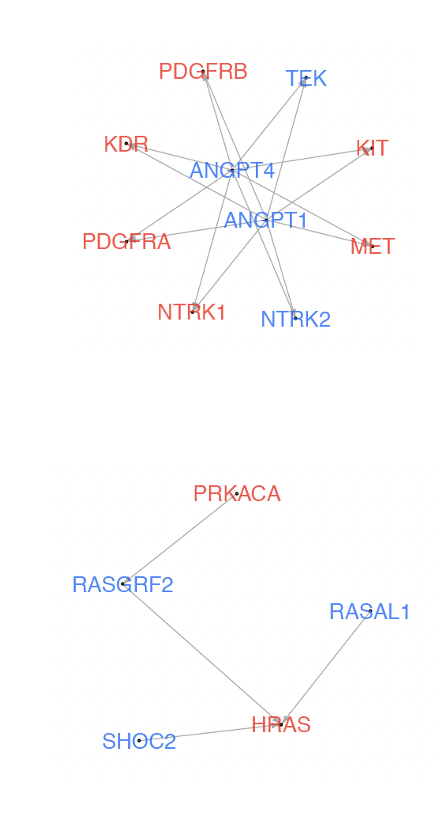 PDGFRB
TEK
KDR
KIT
ANGPT4
ANGPT1
PDGFRA
MET
NTRK1
NTRK2
PRKACA
RASGRF2
RASAL1
HRAS
SHOC2